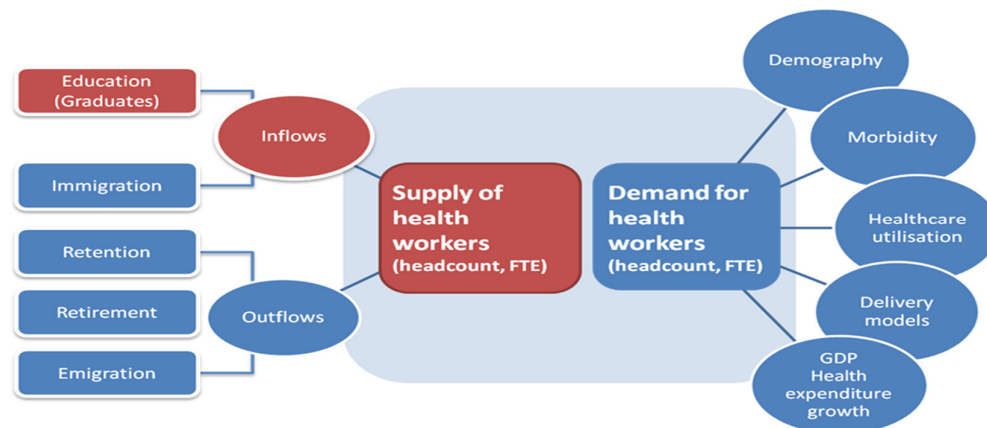 Education
(Graduates)
Inflows
Immigration
Retention
Retirement
Emigration
Outflows
Supply of
health
workers
(headcount, FTE)
Demand for
health
workers
(headcount, FTE)
Demography
Morbidity
Healthcare
utilisation
Delivery
models
GDP
Health
expenditure
growth